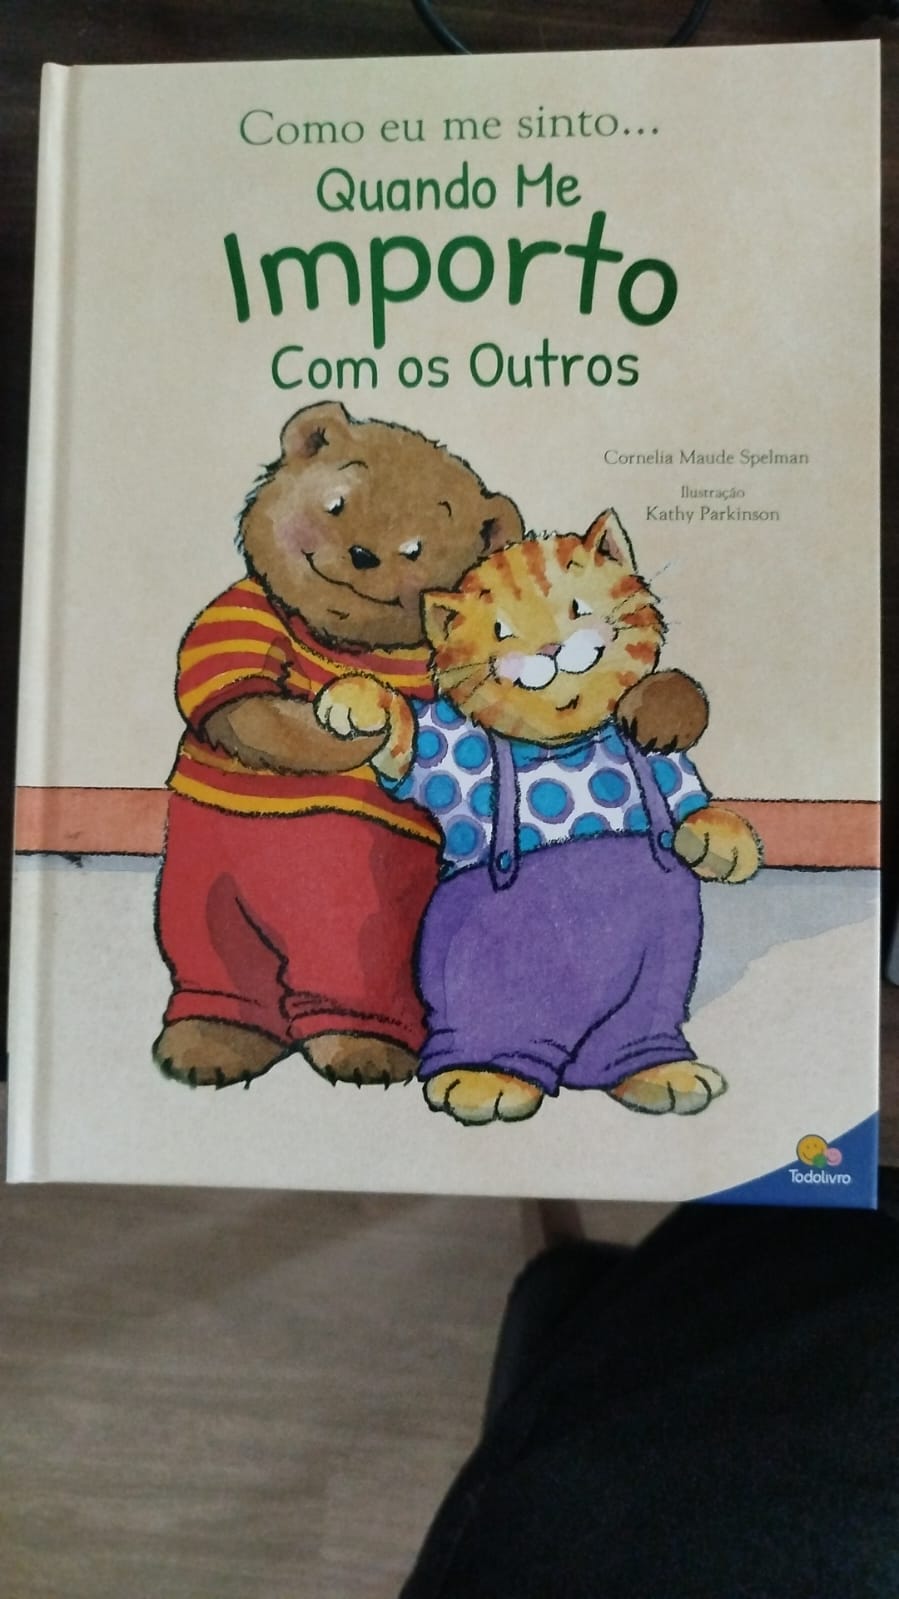 Como eu me sinto...
Quando Me
Importo
Com os Outros
Cornelia Maude Spelman
Ilustração
Kathy Parkinson
Todolivro